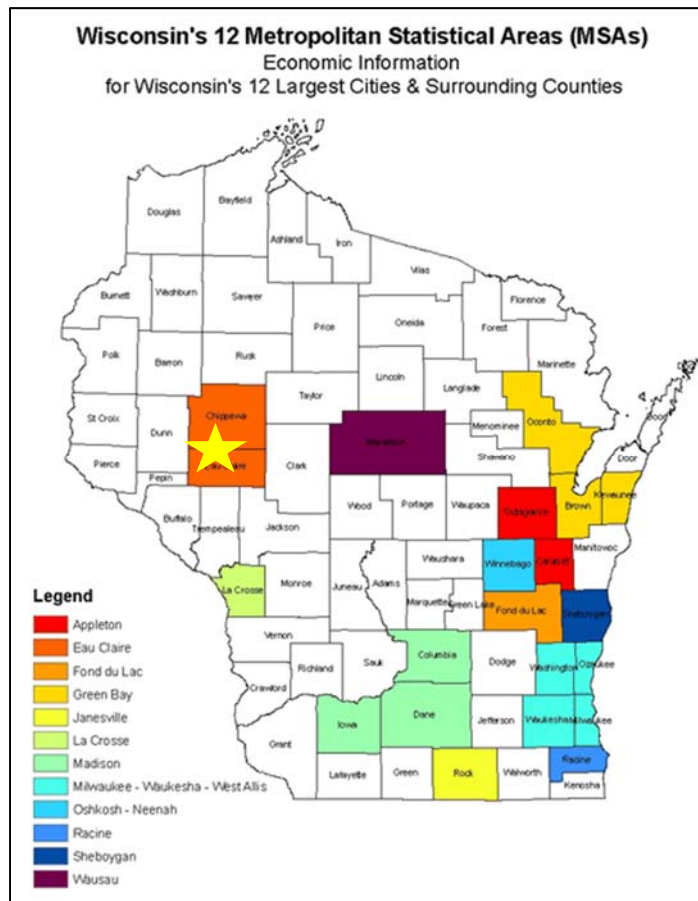 Wisconsin's 12 Metropolitan Statistical Areas (MSAs)
Economic Information
for Wisconsin's 12 Largest Cities & Surrounding Counties
Douglas
Bayfield
Ashland
Iron
Vilas
Burnett
Washburn
Sawyer
Florence
Price
Oneida
Forest
Polk
Barron
Rusk
Marinette
Lincoln
Taylor
Langlade
St Croix
Dunn
Chippewa
Menominee
Oconto
Door
Pierce
Eau Claire
Clark
Marathon
Shawano
Door
Pepin
Brown
Kewaunee
Buffalo
Trempealeau
Jackson
Wood
Portage
Waupaca
Outagamie
Manitowoc
Waushara
Winnebago
Calumet
La Crosse
Monroe
Juneau
Adams
Marquette
Green Lake
Fond du Lac
Sheboygan
Vernon
Richland
Sauk
Columbia
Dodge
Washington
Ozaukee
Crawford
Grant
Iowa
Dane
Jefferson
Waukesha
Milwaukee
Lafayette
Green
Rock
Walworth
Racine
Kenosha
Legend
Appleton
Eau Claire
Fond du Lac
Green Bay
Janesville
La Crosse
Madison
Milwaukee - Waukesha - West Allis
Oshkosh - Neenah
Racine
Sheboygan
Wausau